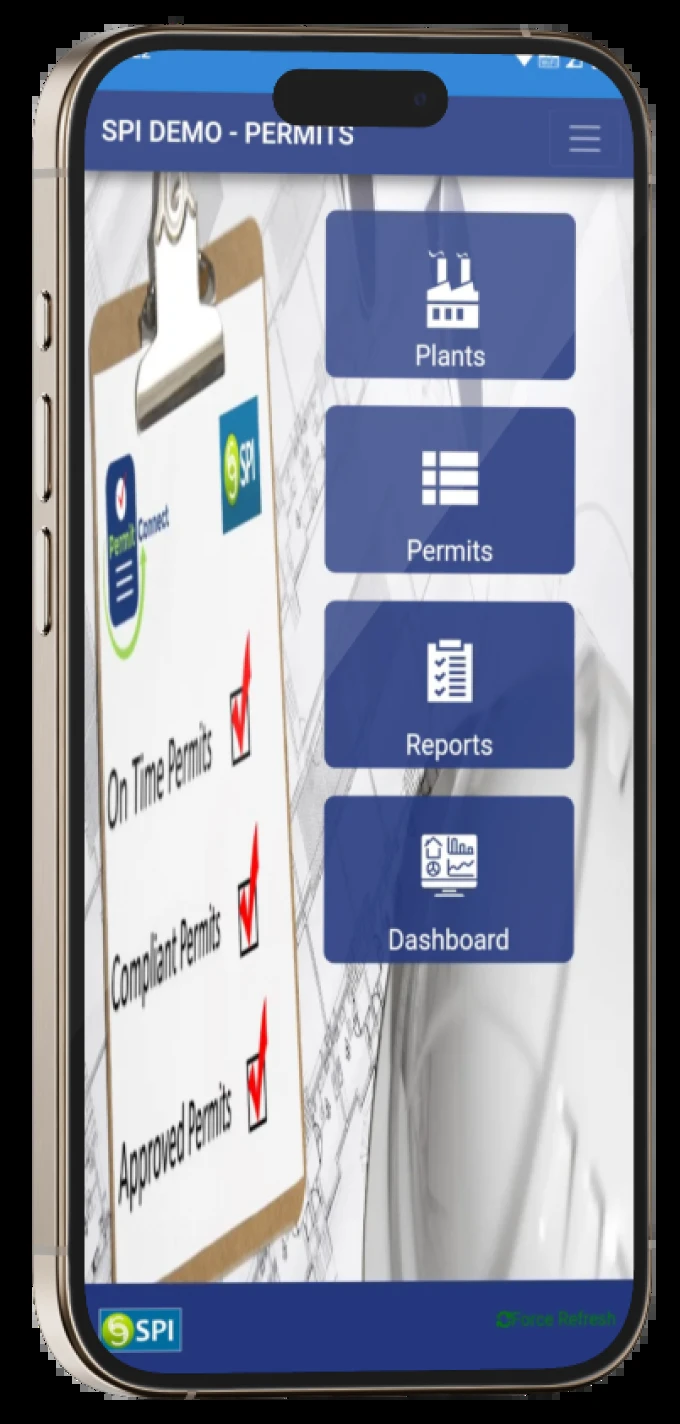 SPI DEMO - PERMITS
Plants
Permits
Reports
Dashboard
SPI
Permit Connect
On Time Permits
Compliant Permits
Approved Permits
SPI
Force Refresh